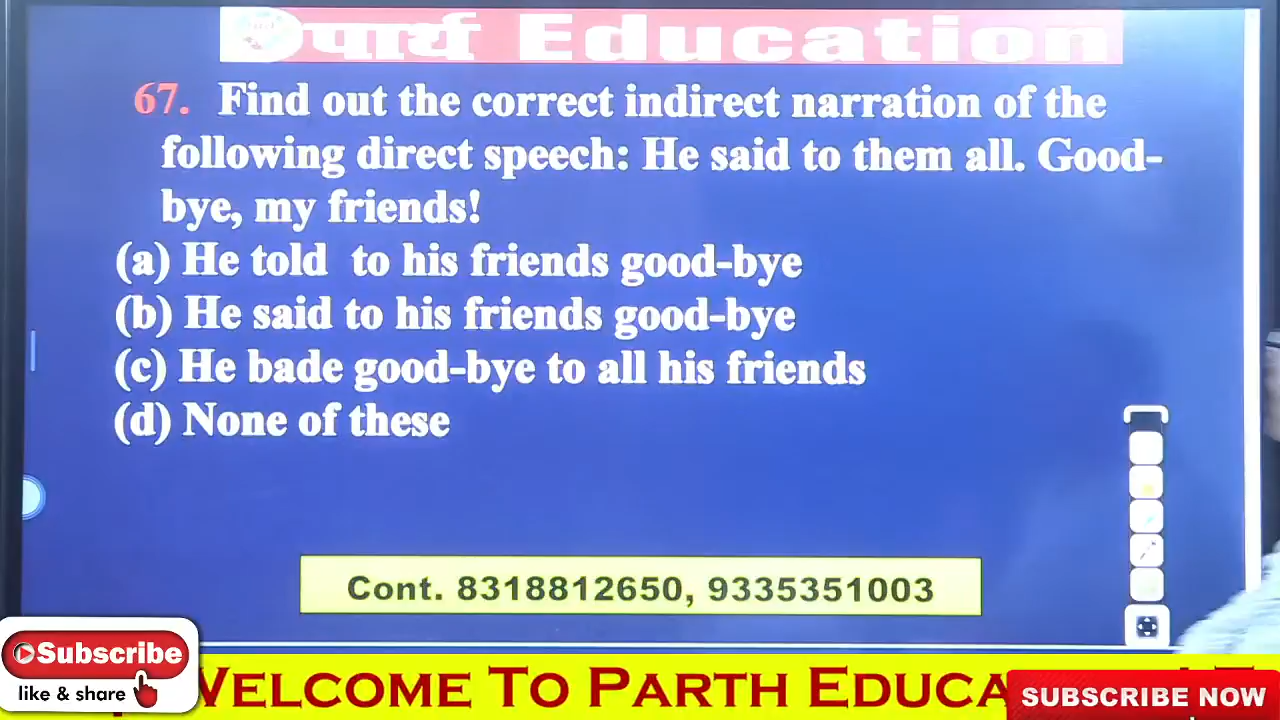 पार्थ Education
67. Find out the correct indirect narration of the
following direct speech: He said to them all. Good-
bye, my friends!
(a) He told to his friends good-bye
(b) He said to his friends good-bye
(c) He bade good-bye to all his friends
(d) None of these
Cont. 8318812650, 9335351003
Subscribe
like & share
WELCOME TO PARTH EDUCA
SUBSCRIBE NOW